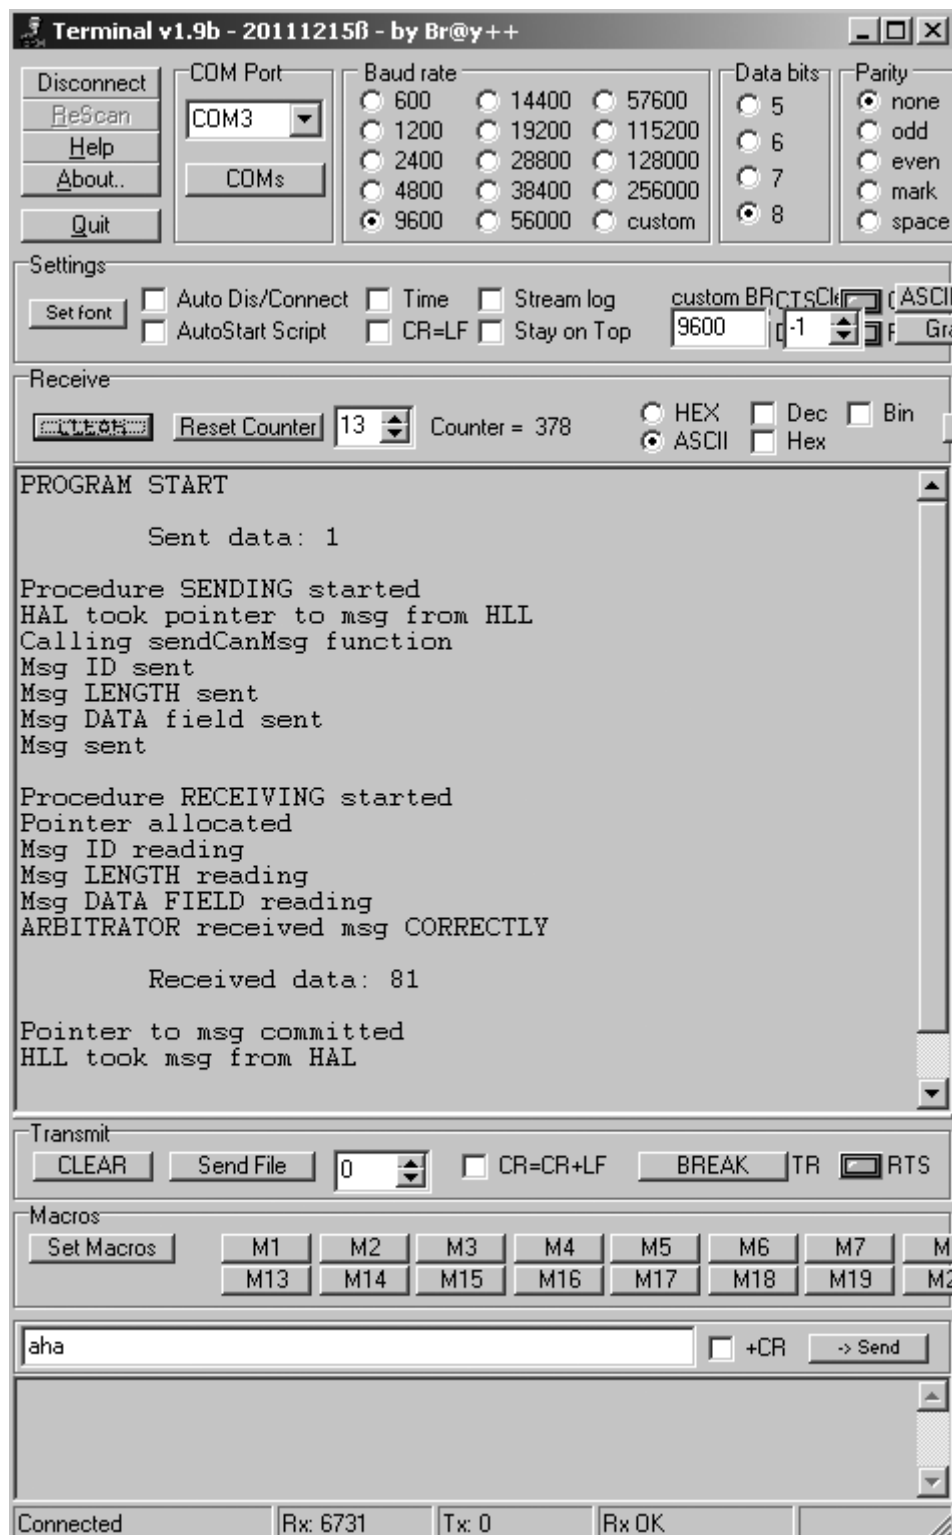 Terminal v1.9b - 20111215ß - by Br@y++
Disconnect
ReScan
Help
About..
Quit
COM Port
COM3
COMs
Baud rate
600 14400 57600
1200 19200 115200
2400 28800 128000
4800 38400 256000
9600 56000 custom
Data bits
5
6
7
8
Parity
none
odd
even
mark
space
Settings
Set font
Auto Dis/Connect Time Stream log
AutoStart Script CR=LF Stay on Top
custom BR
9600
-1
CTS
ASCII
Receive
CLEAR Reset Counter 13 Counter = 378
HEX Dec Bin
ASCII Hex
PROGRAM START
Sent data: 1
Procedure SENDING started
HAL took pointer to msg from HLL
Calling sendCanMsg function
Msg ID sent
Msg LENGTH sent
Msg DATA field sent
Msg sent
Procedure RECEIVING started
Pointer allocated
Msg ID reading
Msg LENGTH reading
Msg DATA FIELD reading
ARBITRATOR received msg CORRECTLY
Received data: 81
Pointer to msg committed
HLL took msg from HAL
Transmit
CLEAR Send File 0 CR=CR+LF BREAK TR RTS
Macros
Set Macros M1 M2 M3 M4 M5 M6 M7
M13 M14 M15 M16 M17 M18 M19
aha +CR -> Send
Connected Rx: 6731 Tx: 0 Rx OK